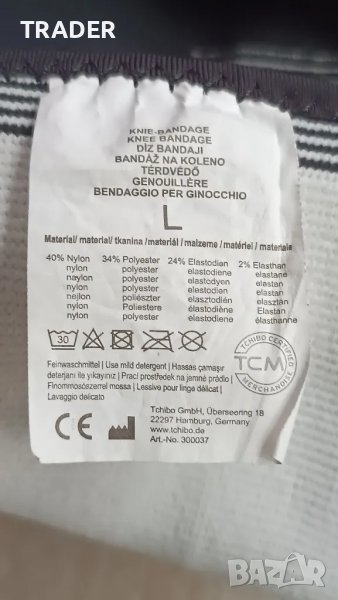 TRADER
KNIE-BANDAGE
KNEE BANDAGE
DİZ BANDAJI
BANDÁŽ NA KOLENO
TÉRDVÉDŐ
GENOUILLÈRE
BENDAGGIO PER GINOCCHIO
L
Material/ material/ tkanina /materiál/ malzeme/ matériel/ materiale
40% Nylon 34% Polyester 24% Elastodien 2% Elasthan
nylon polyester elastodiene elastane
naylon polyester elastodyen elastan
nylon polyester elastodien elastan
nejlon poliészter elasztodién elasztán
nylon Poliestere elastodiène élastan
nylon polyester elastodiene élasthanne
30
TCHIBO CERTIFIED
TCM
MERCHANDISE
Feinwaschmittel / Use mild detergent / Hassas çamaşır
deterjanı ile yıkayiniz / Prací prostředek na jemné prádlo /
Finommosószerrel mossa / Lessive pour linge délicat /
Lavaggio delicato
Tchibo GmbH, Überseering 18
22297 Hamburg, Germany
www.tchibo.de
Art.-No. 300037
CE
BAZAR